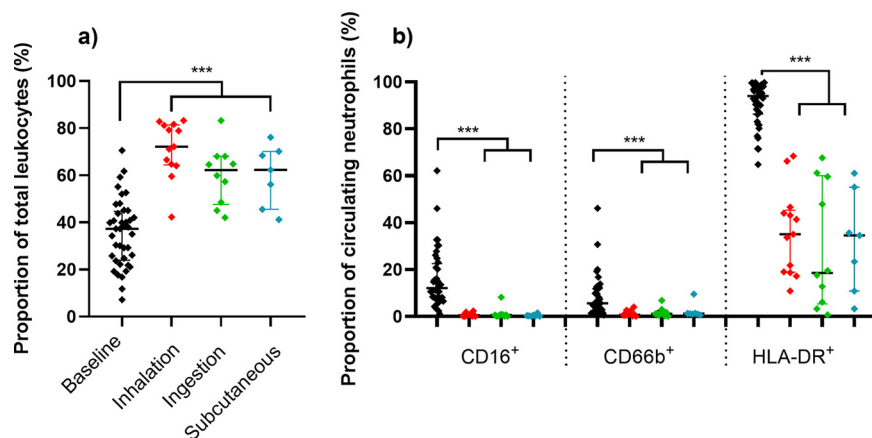 a)
Proportion of total leukocytes (%)
100
80
60
40
20
0
***
Baseline
Inhalation
Ingestion
Subcutaneous
b)
Proportion of circulating neutrophils (%)
100
80
60
40
20
0
***
***
***
CD16⁺
CD66b⁺
HLA-DR⁺